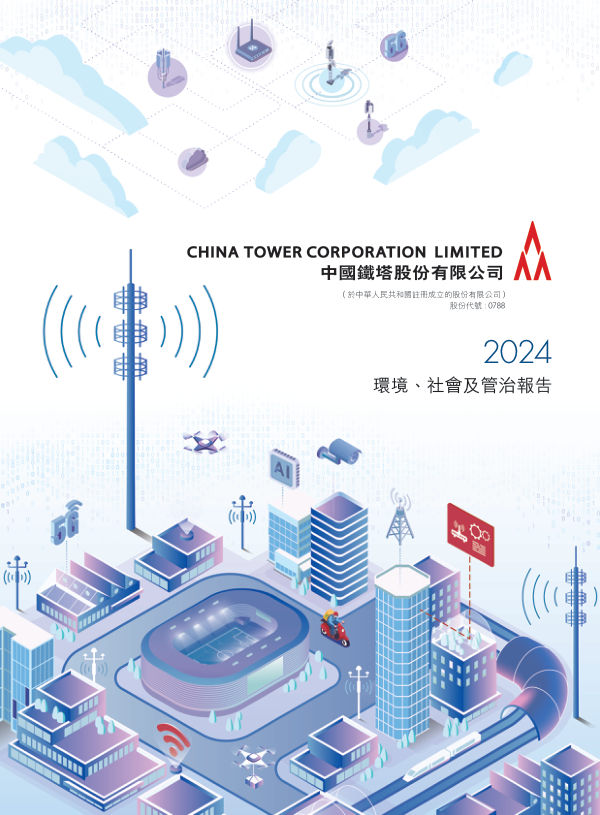 6G
CHINA TOWER CORPORATION LIMITED
中國鐵塔股份有限公司
（於中華人民共和國註冊成立的股份有限公司）
股份代號：0788
2024
環境、社會及管治報告
AI
5G